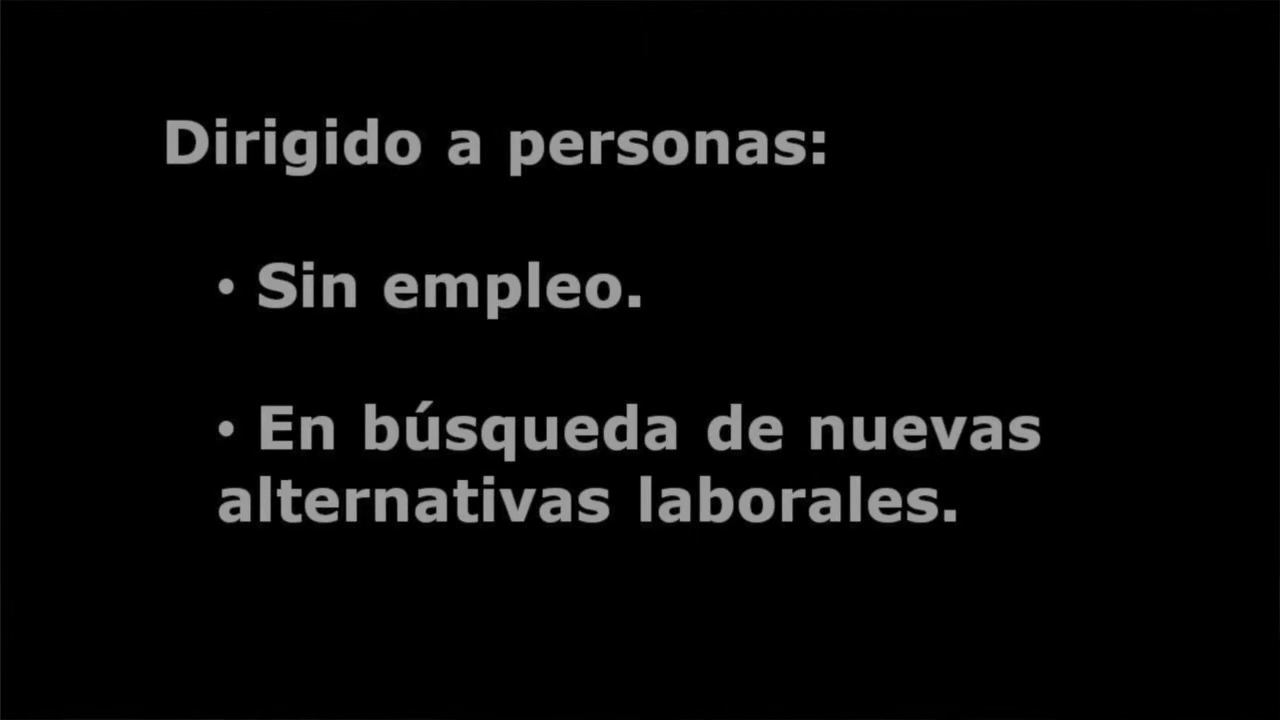 Dirigido a personas:
• Sin empleo.
• En búsqueda de nuevas
alternativas laborales.